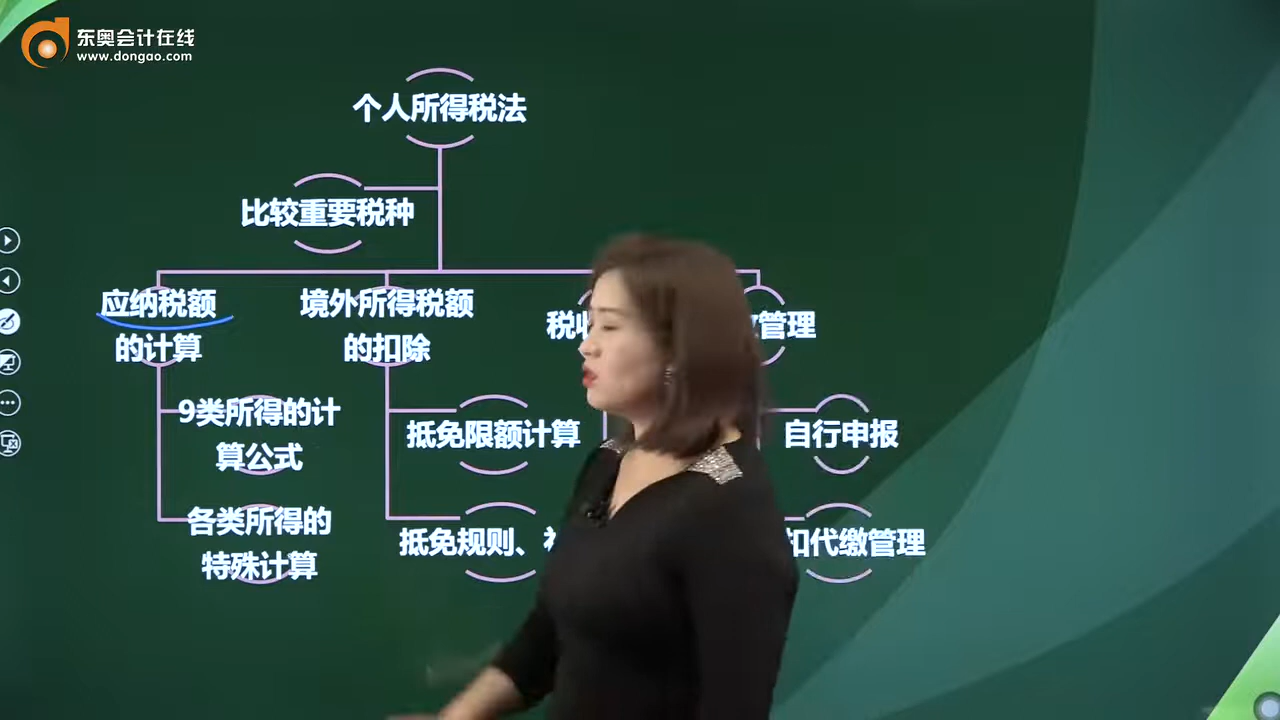 东奥会计在线
www.dongao.com
个人所得税法
比较重要税种
应纳税额
的计算
境外所得税额
的扣除
税收
管理
9类所得的计
算公式
抵免限额计算
自行申报
各类所得的
特殊计算
抵免规则、
扣代缴管理